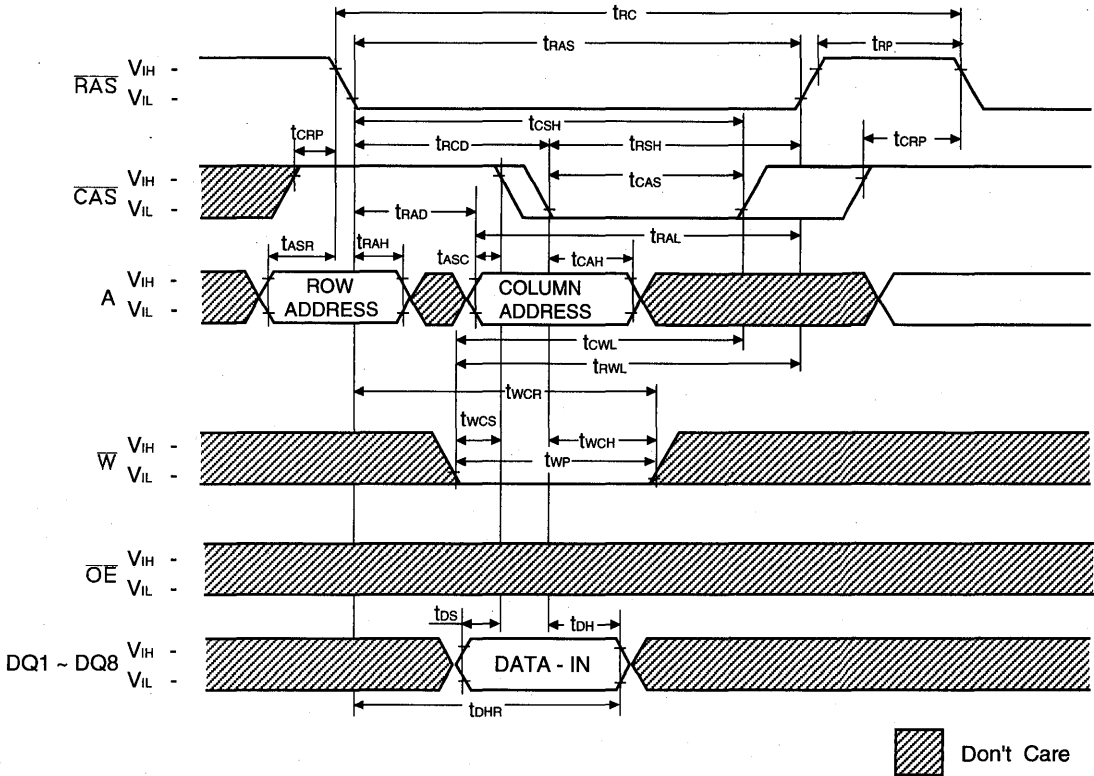 tRC
tRAS
tRP
RAS
VIH -
VIL -
tCSH
tCRP
tRCD
tRSH
tCRP
CAS
VIH -
VIL -
tCAS
tRAD
tRAL
tASR
tRAH
tASC
tCAH
A
VIH -
VIL -
ROW
ADDRESS
COLUMN
ADDRESS
tCWL
tRWL
tWCR
tWCS
tWCH
W
VIH -
VIL -
tWP
OE
VIH -
VIL -
tDS
tDH
DQ1 ~ DQ8
VIH -
VIL -
DATA - IN
tDHR
Don't Care